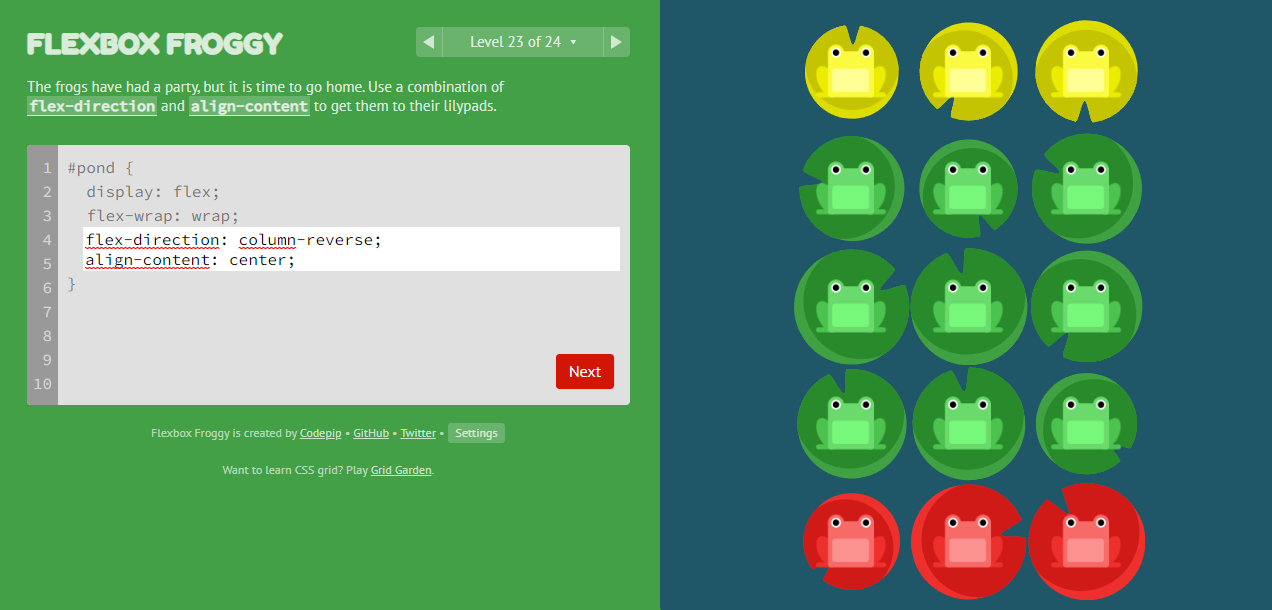 FLEXBOX FROGGY
◀ Level 23 of 24 ▾ ▶
The frogs have had a party, but it is time to go home. Use a combination of
flex-direction and align-content to get them to their lilypads.
1 #pond {
2 display: flex;
3 flex-wrap: wrap;
4 flex-direction: column-reverse;
5 align-content: center;
6 }
7
8
9
10
Next
Flexbox Froggy is created by Codepip • GitHub • Twitter • Settings
Want to learn CSS grid? Play Grid Garden.